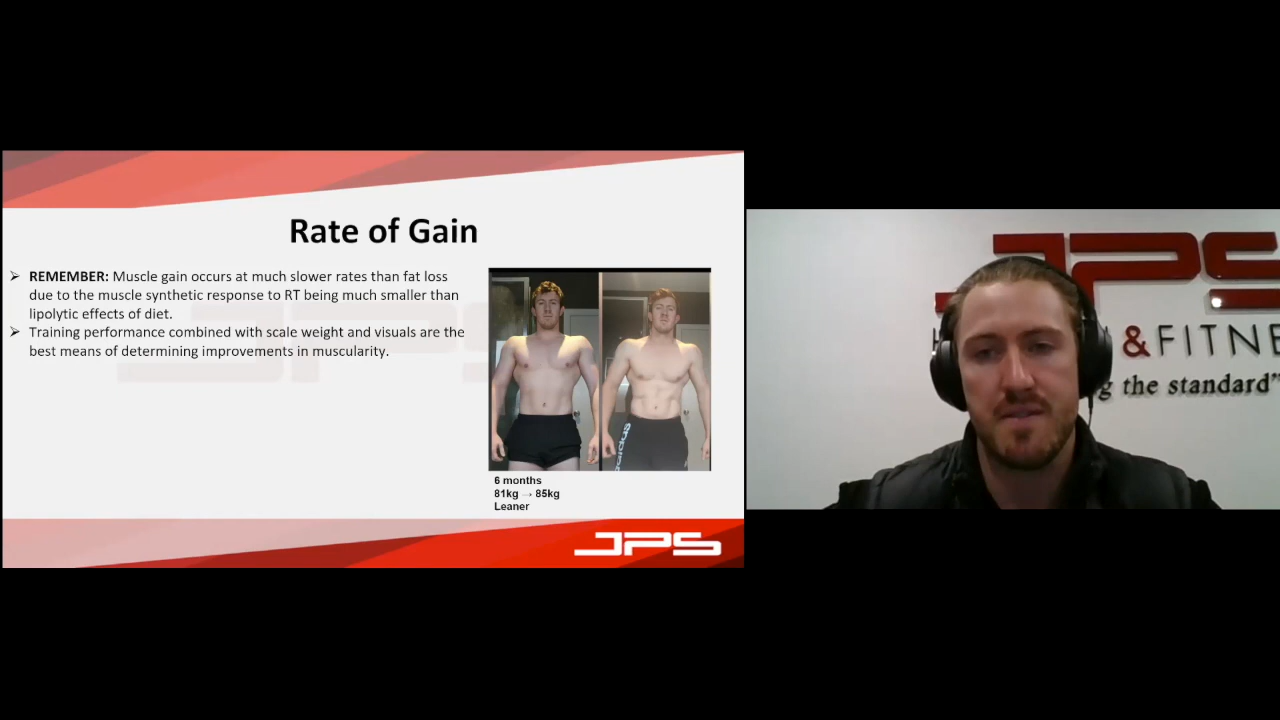 Rate of Gain
➢ REMEMBER: Muscle gain occurs at much slower rates than fat loss
due to the muscle synthetic response to RT being much smaller than
lipolytic effects of diet.
➢ Training performance combined with scale weight and visuals are the
best means of determining improvements in muscularity.
adidas
6 months
81kg → 85kg
Leaner
JPS
JPS
&FITNE
the standard"